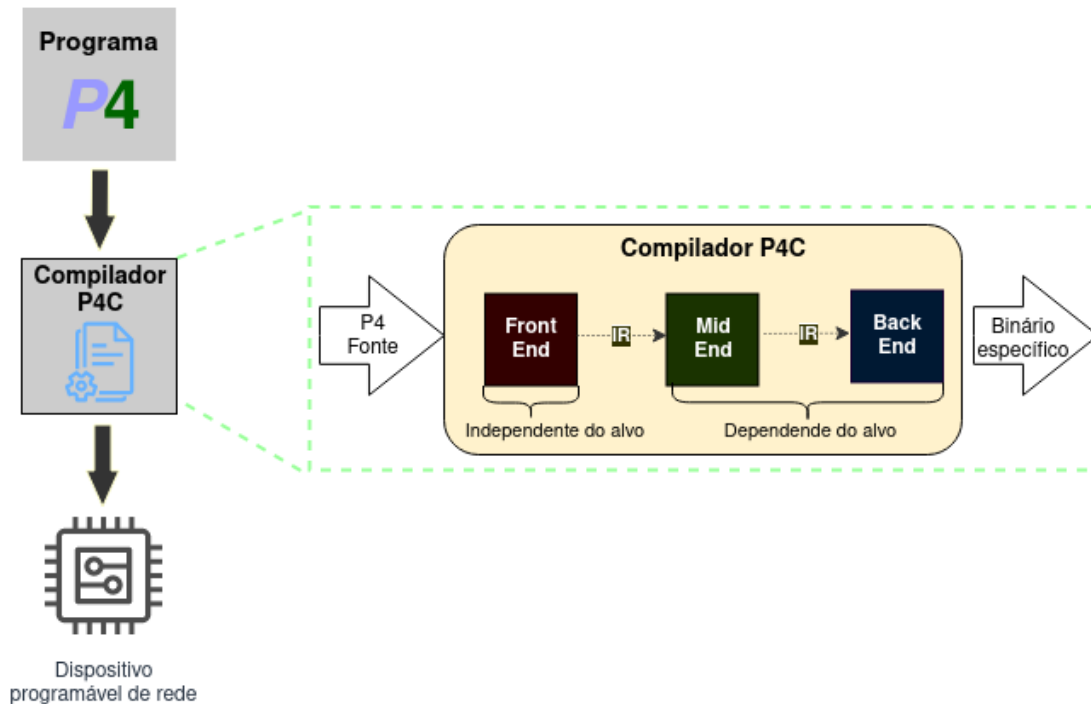 Programa
P4
Compilador
P4C
Dispositivo
programável de rede
P4
Fonte
Compilador P4C
Front
End
IR
Mid
End
IR
Back
End
Independente do alvo
Dependende do alvo
Binário
específico